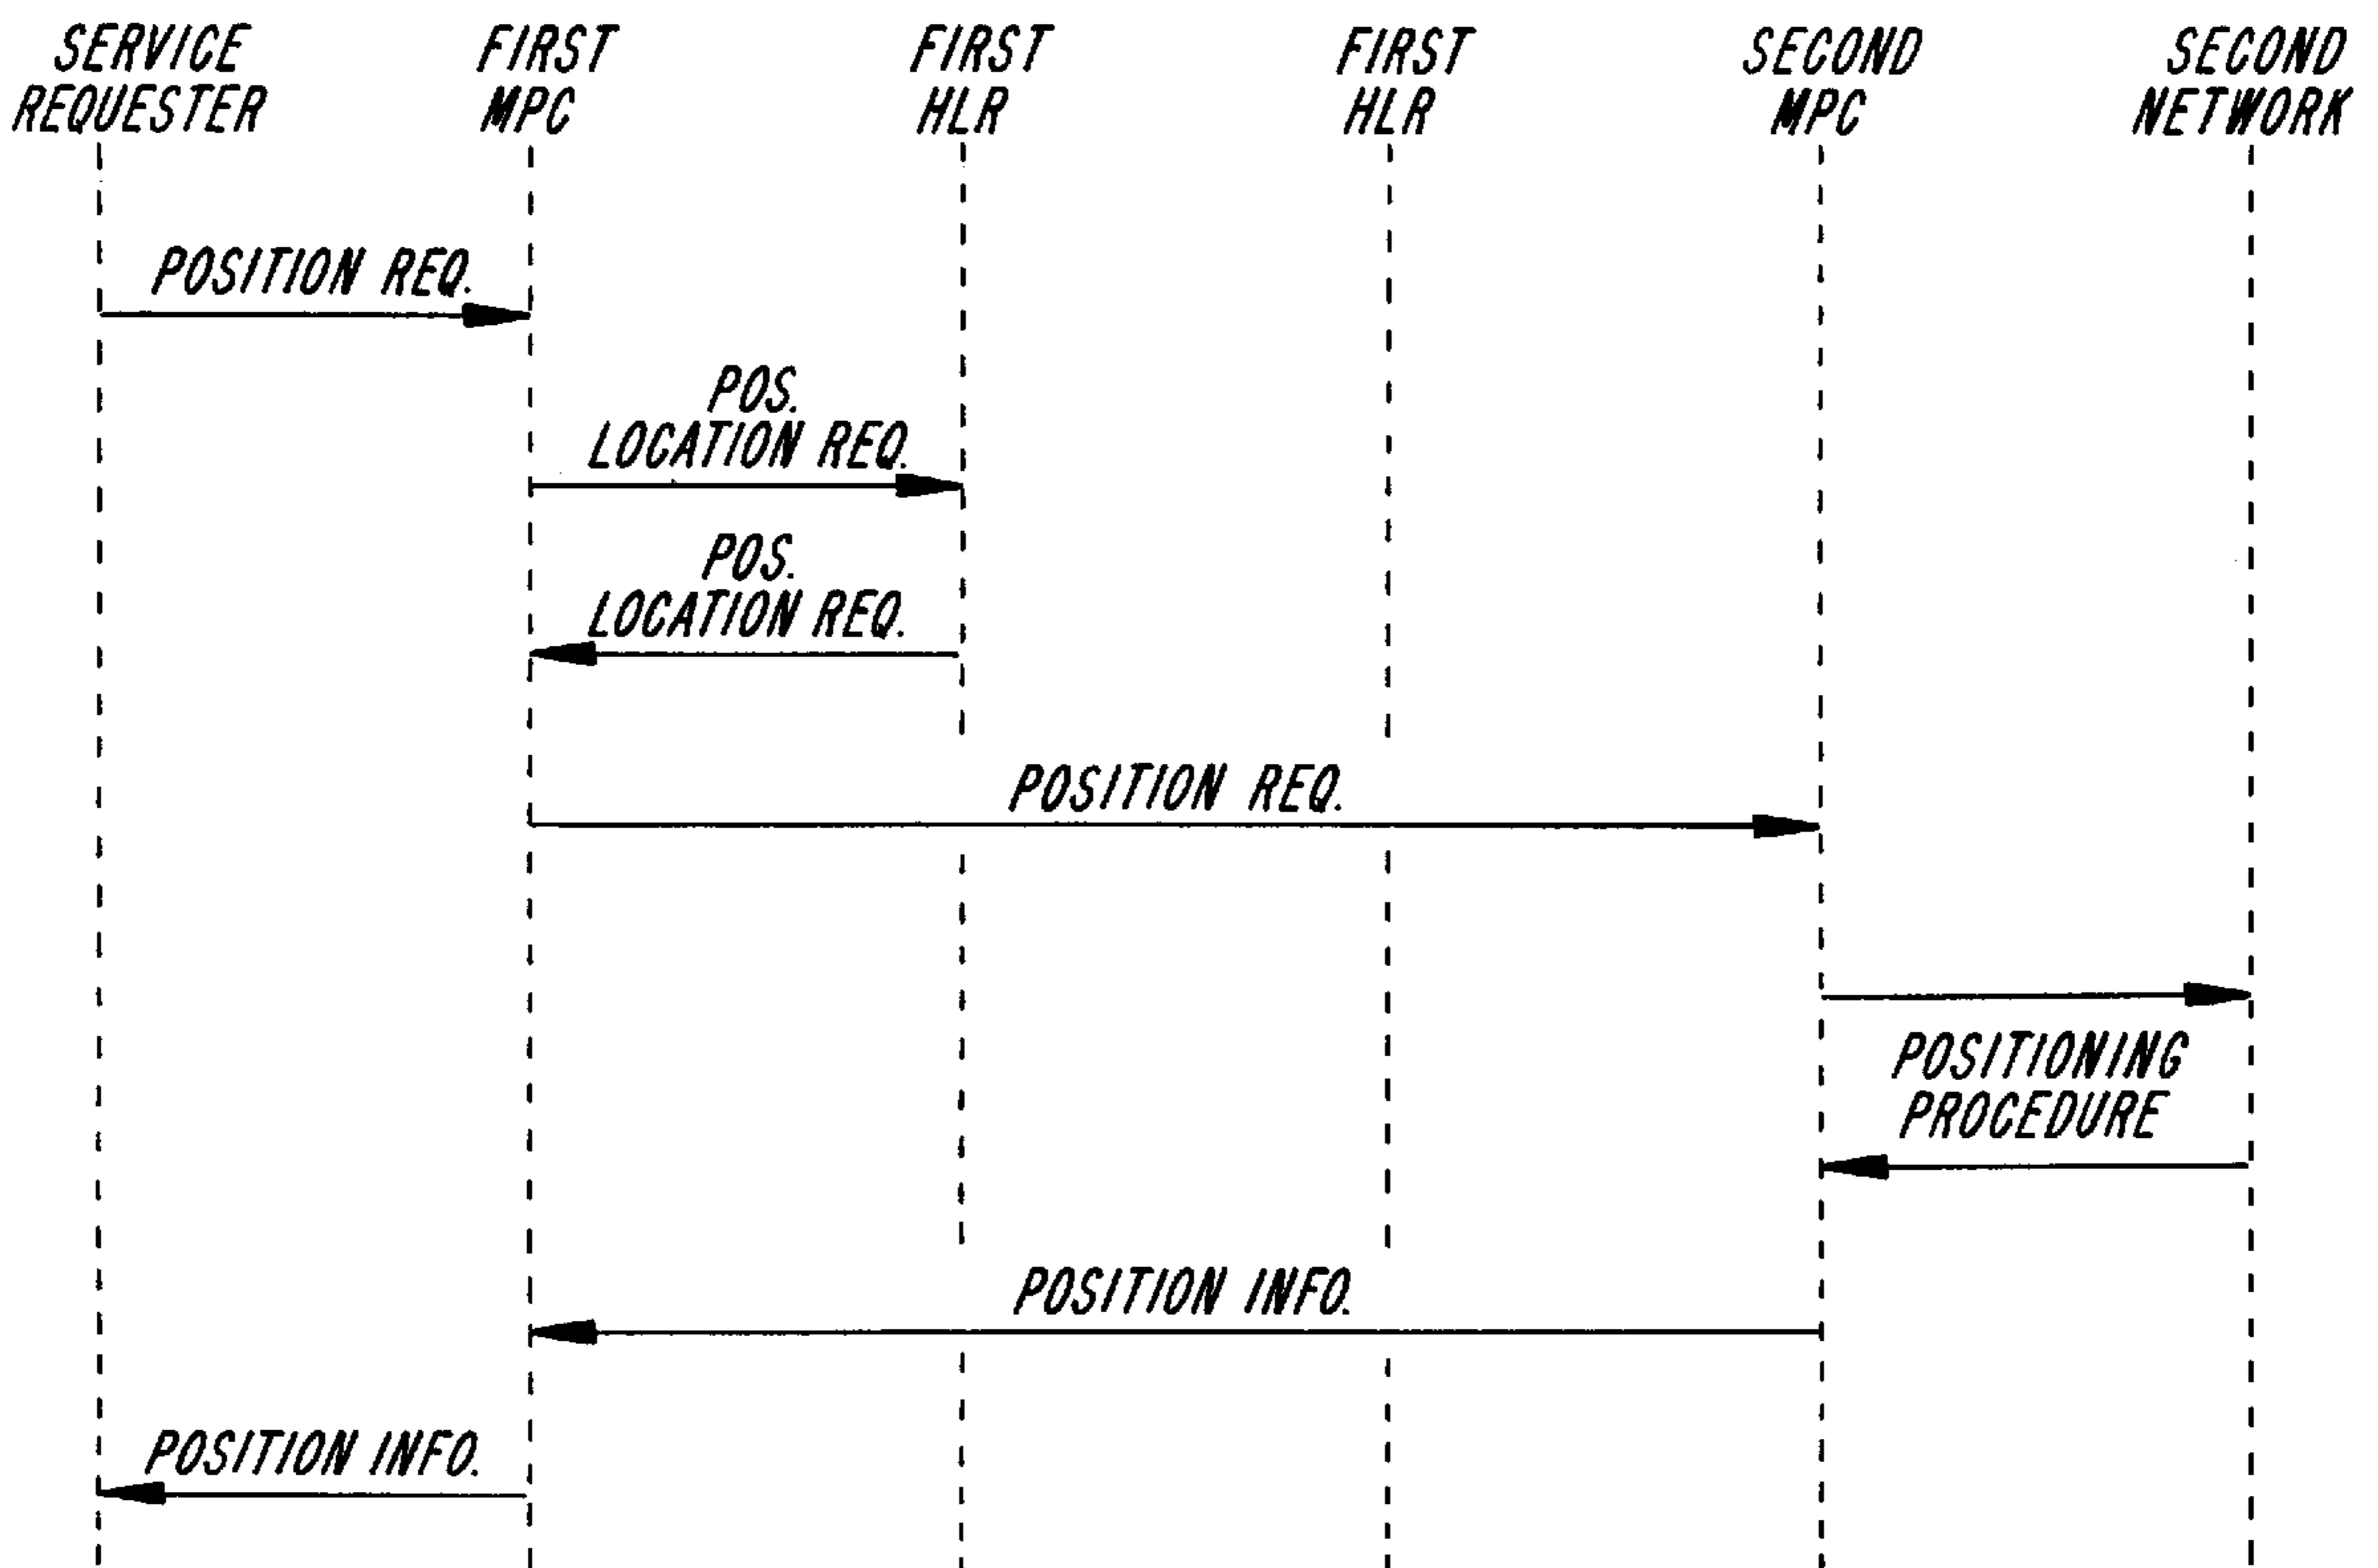 SERVICE
REQUESTER
FIRST
MPC
FIRST
HLR
FIRST
HLR
SECOND
MPC
SECOND
NETWORK
POSITION REQ.
POS.
LOCATION REQ.
POS.
LOCATION REQ.
POSITION REQ.
POSITIONING
PROCEDURE
POSITION INFO.
POSITION INFO.